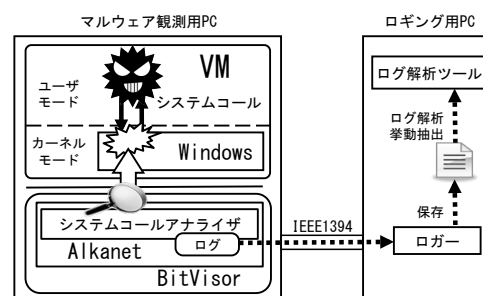 マルウェア観測用PC
ロギング用PC
VM
ユーザ
モード
システムコール
カーネル
モード
Windows
システムコールアナライザ
ログ
Alkanet
BitVisor
IEEE1394
ログ解析ツール
ログ解析
挙動抽出
保存
ロガー